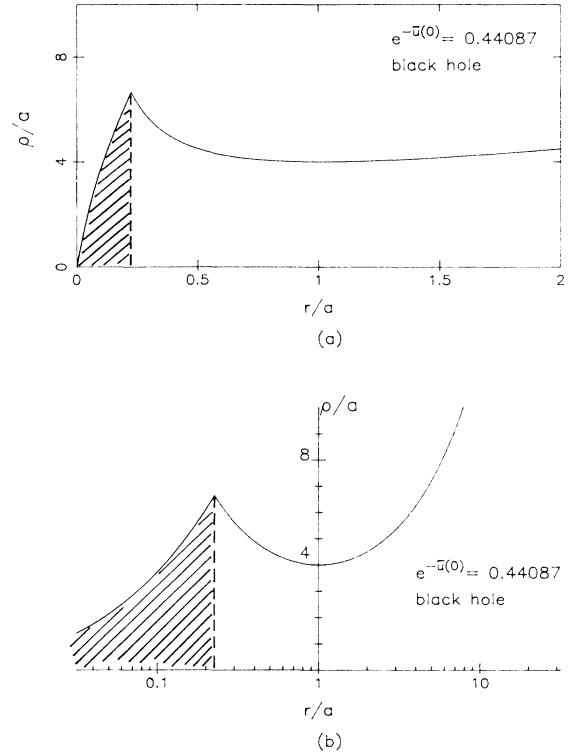 8
4
0
ρ/a
e^{-ū(0)} = 0.44087
black hole
0 0.5 1 1.5 2
r/a
(a)
ρ/a
8
4
e^{-ū(0)} = 0.44087
black hole
0.1 1 10
r/a
(b)